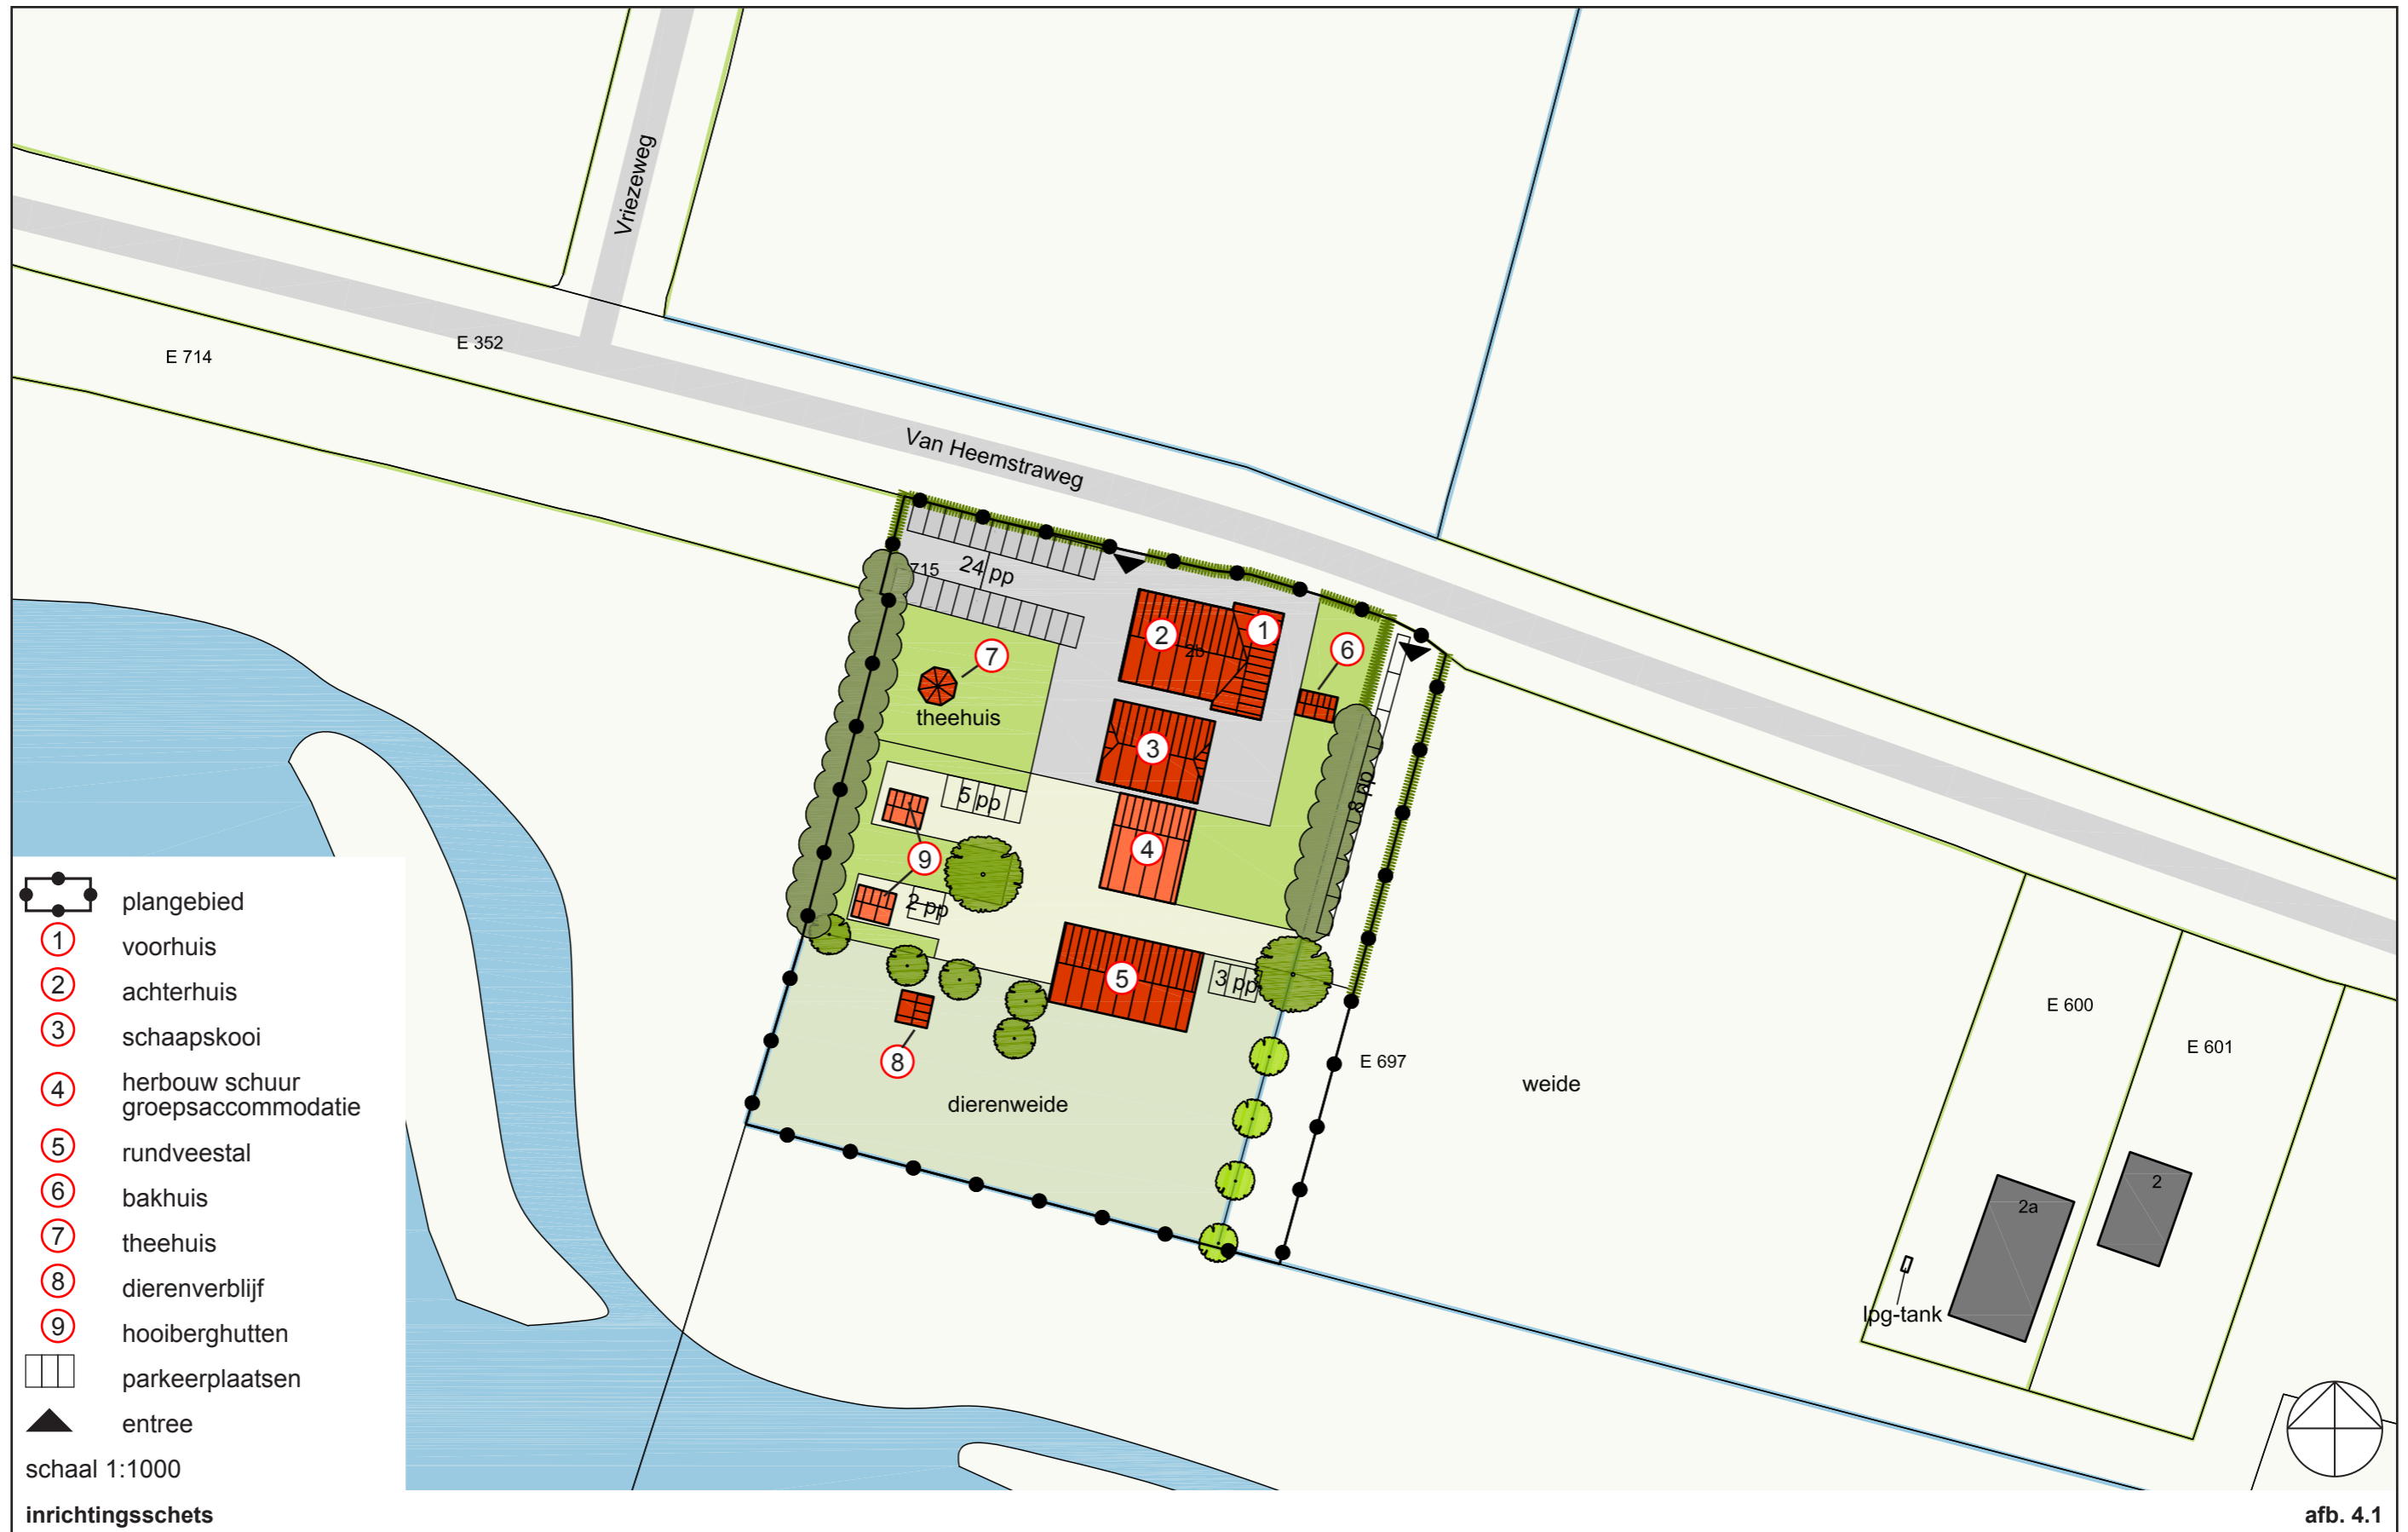 Vriezeweg
E 352
E 714
Van Heemstraweg
24 pp
715
1
2
2b
6
7
theehuis
3
5 pp
8 pp
4
9
2 pp
5
3 pp
8
dierenweide
E 697
weide
E 600
E 601
2
2a
lpg-tank
plangebied
1 voorhuis
2 achterhuis
3 schaapskooi
4 herbouw schuur
groepsaccommodatie
5 rundveestal
6 bakhuis
7 theehuis
8 dierenverblijf
9 hooiberghutten
parkeerplaatsen
entree
schaal 1:1000
inrichtingsschets
afb. 4.1